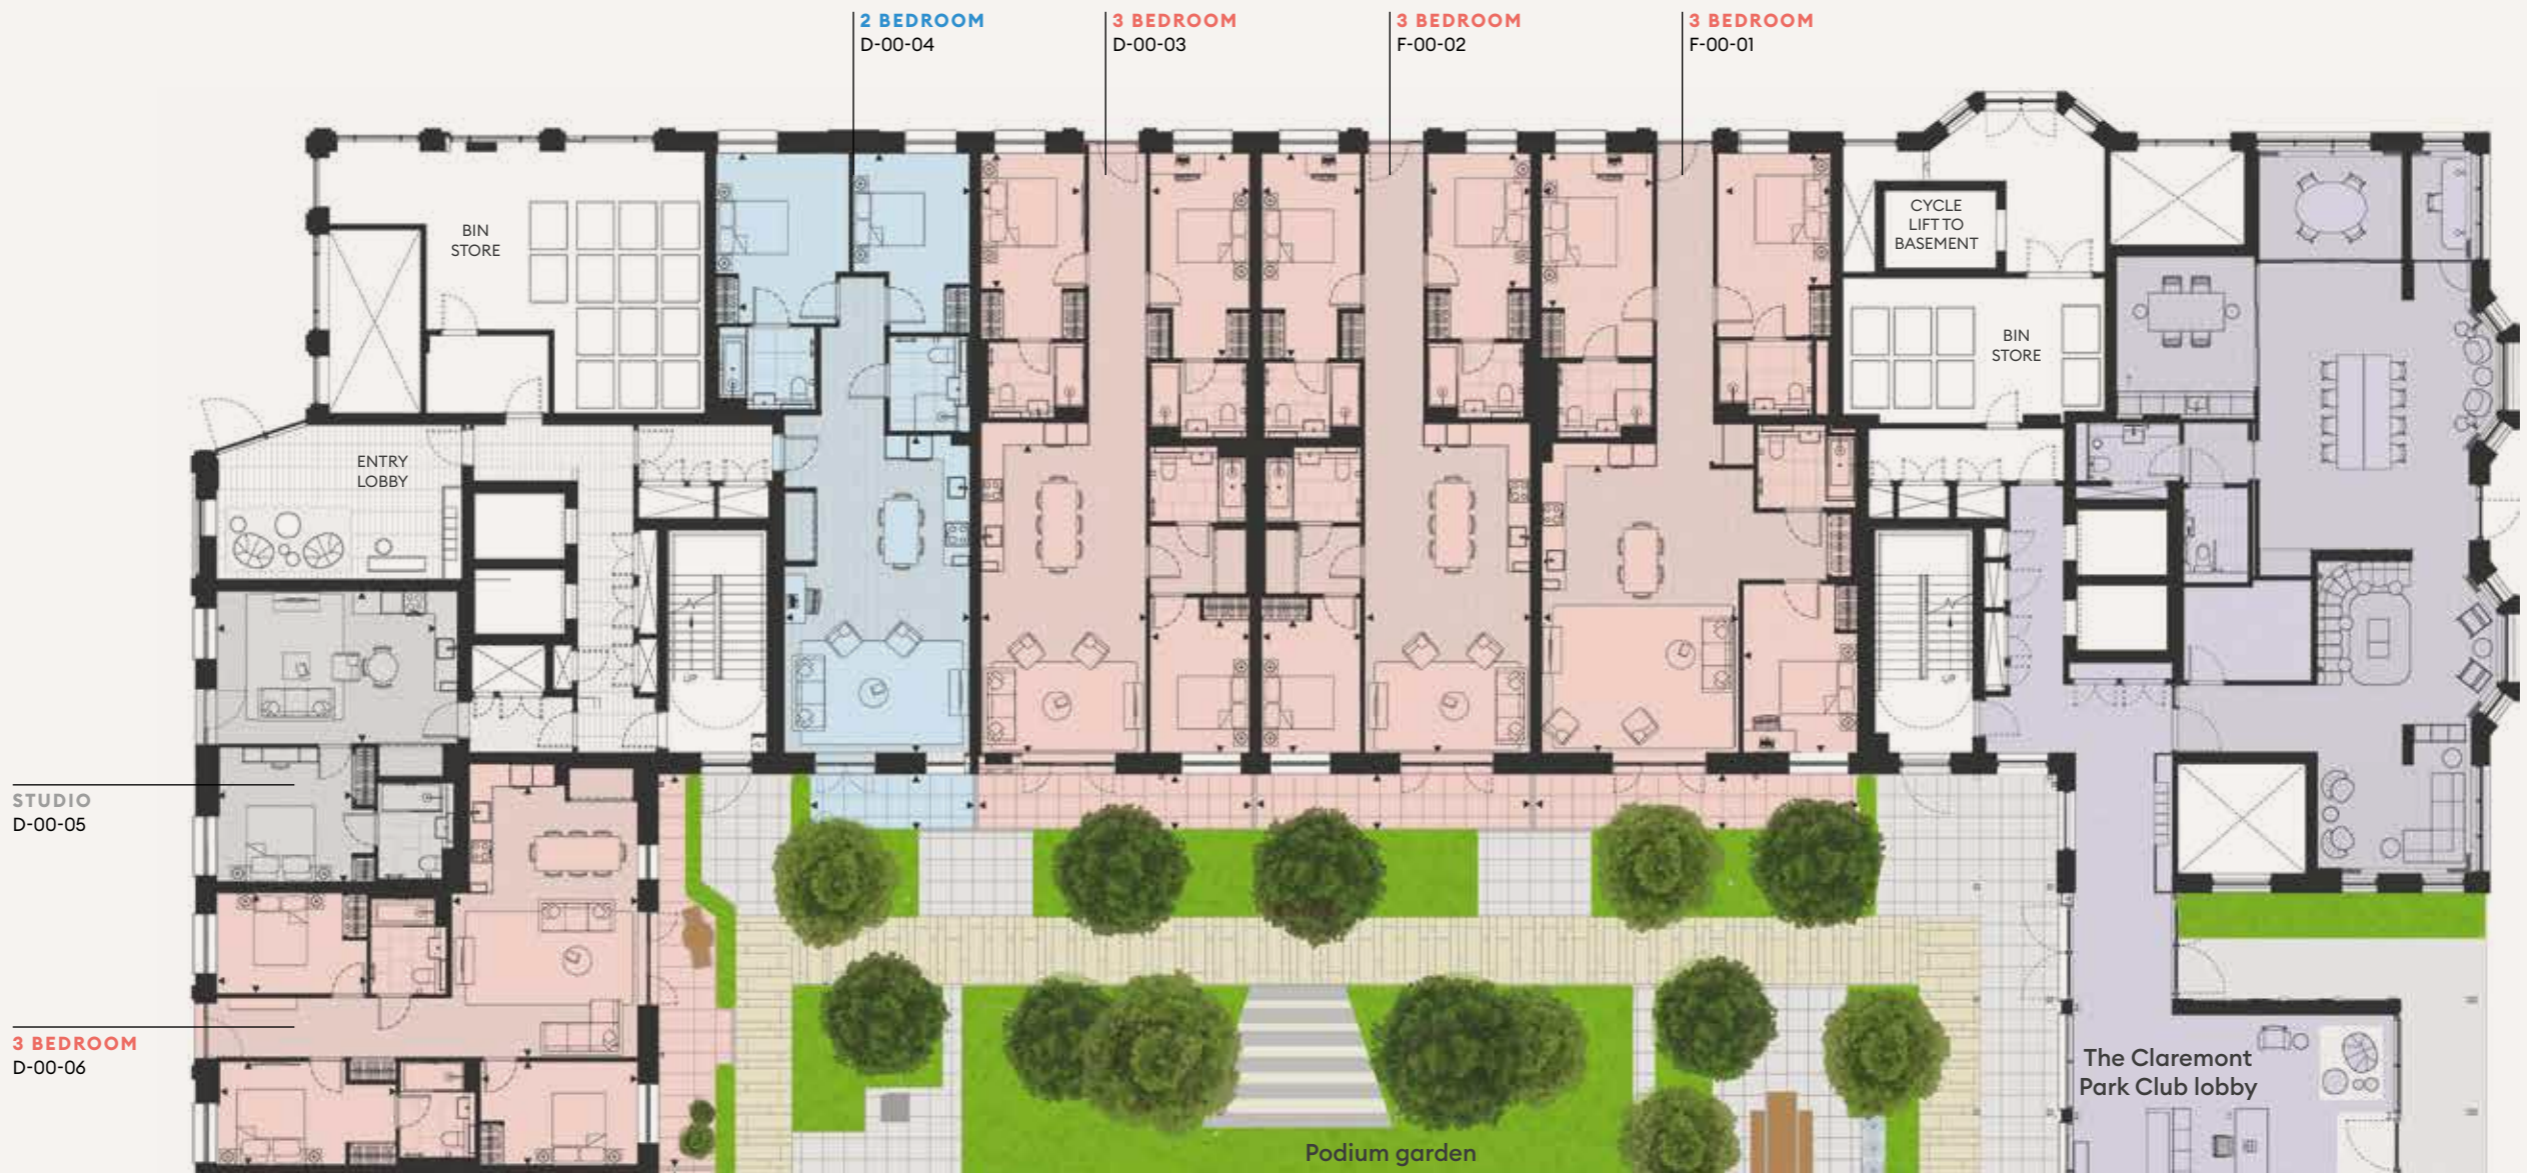 2 BEDROOM
D-00-04
3 BEDROOM
D-00-03
3 BEDROOM
F-00-02
3 BEDROOM
F-00-01
BIN
STORE
CYCLE
LIFT TO
BASEMENT
BIN
STORE
ENTRY
LOBBY
STUDIO
D-00-05
3 BEDROOM
D-00-06
The Claremont
Park Club lobby
Podium garden